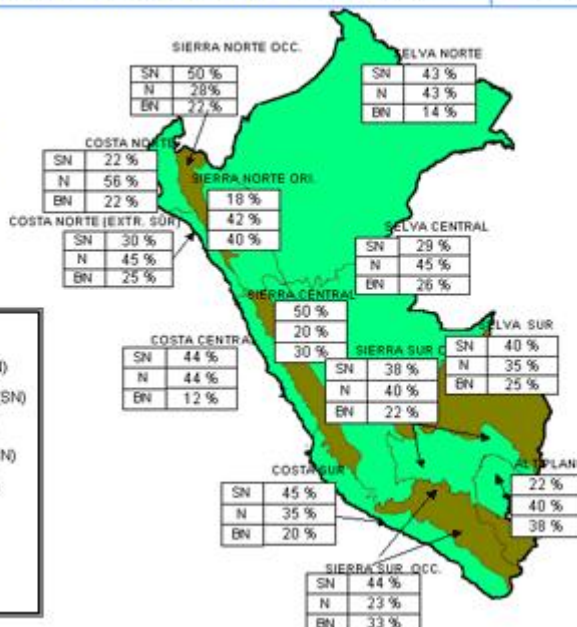 SIERRA NORTE OCC.
SN 50 %
N 28%
BN 22 %
SELVA NORTE
SN 43 %
N 43 %
BN 14 %
COSTA NORTE
SN 22 %
N 56 %
BN 22 %
SIERRA NORTE ORI.
18 %
42 %
40 %
COSTA NORTE (EXTR. SUR)
SN 30 %
N 45 %
BN 25 %
SELVA CENTRAL
SN 29 %
N 45 %
BN 26 %
SIERRA CENTRAL
50 %
20 %
30 %
COSTA CENTRA
SN 44 %
N 44 %
BN 12 %
SELVA SUR
SN 40 %
N 35 %
BN 25 %
SIERRA SUR
SN 38 %
N 40 %
BN 22 %
(SN)
N)
COSTA SUR
SN 45 %
N 35 %
BN 20 %
ALTIPLAN
22 %
40 %
38 %
SIERRA SUR OCC.
SN 44 %
N 23 %
BN 33 %